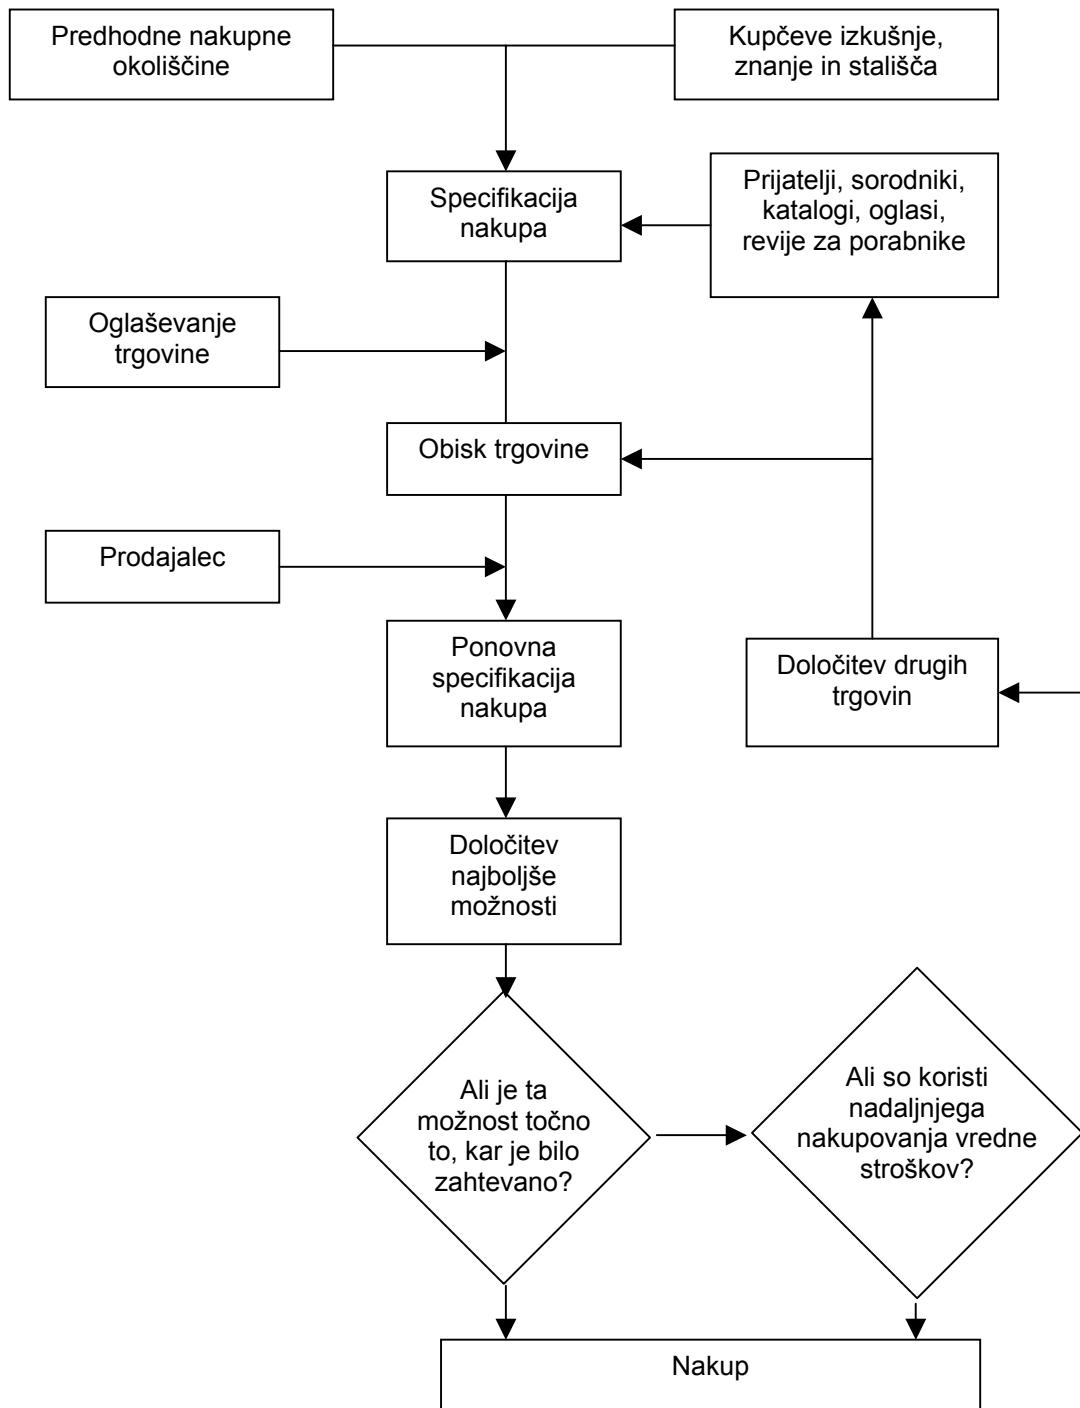 Predhodne nakupne
okoliščine
Kupčeve izkušnje,
znanje in stališča
Specifikacija
nakupa
Prijatelji, sorodniki,
katalogi, oglasi,
revije za porabnike
Oglaševanje
trgovine
Obisk trgovine
Prodajalec
Ponovna
specifikacija
nakupa
Določitev drugih
trgovin
Določitev
najboljše
možnosti
Ali je ta
možnost točno
to, kar je bilo
zahtevano?
Ali so koristi
nadaljnjega
nakupovanja vredne
stroškov?
Nakup